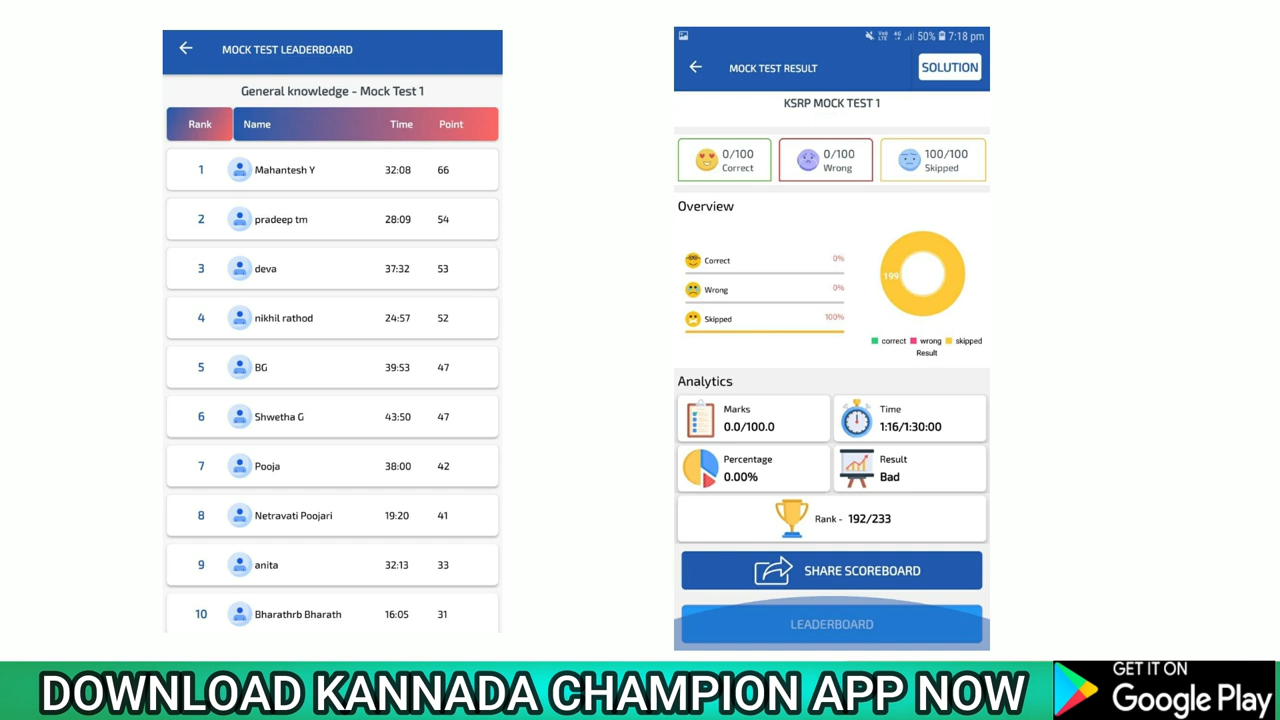 MOCK TEST LEADERBOARD
General knowledge - Mock Test 1
Rank Name Time Point
1 Mahantesh Y 32:08 66
2 pradeep tm 28:09 54
3 deva 37:32 53
4 nikhil rathod 24:57 52
5 BG 39:53 47
6 Shwetha G 43:50 47
7 Pooja 38:00 42
8 Netravati Poojari 19:20 41
9 anita 32:13 33
10 Bharathrb Bharath 16:05 31
50% 7:18 pm
MOCK TEST RESULT SOLUTION
KSRP MOCK TEST 1
0/100 0/100 100/100
Correct Wrong Skipped
Overview
Correct 0%
Wrong 0%
Skipped 100%
199
correct wrong skipped
Result
Analytics
Marks Time
0.0/100.0 1:16/1:30:00
Percentage Result
0.00% Bad
Rank - 192/233
SHARE SCOREBOARD
LEADERBOARD
DOWNLOAD KANNADA CHAMPION APP NOW
GET IT ON
Google Play